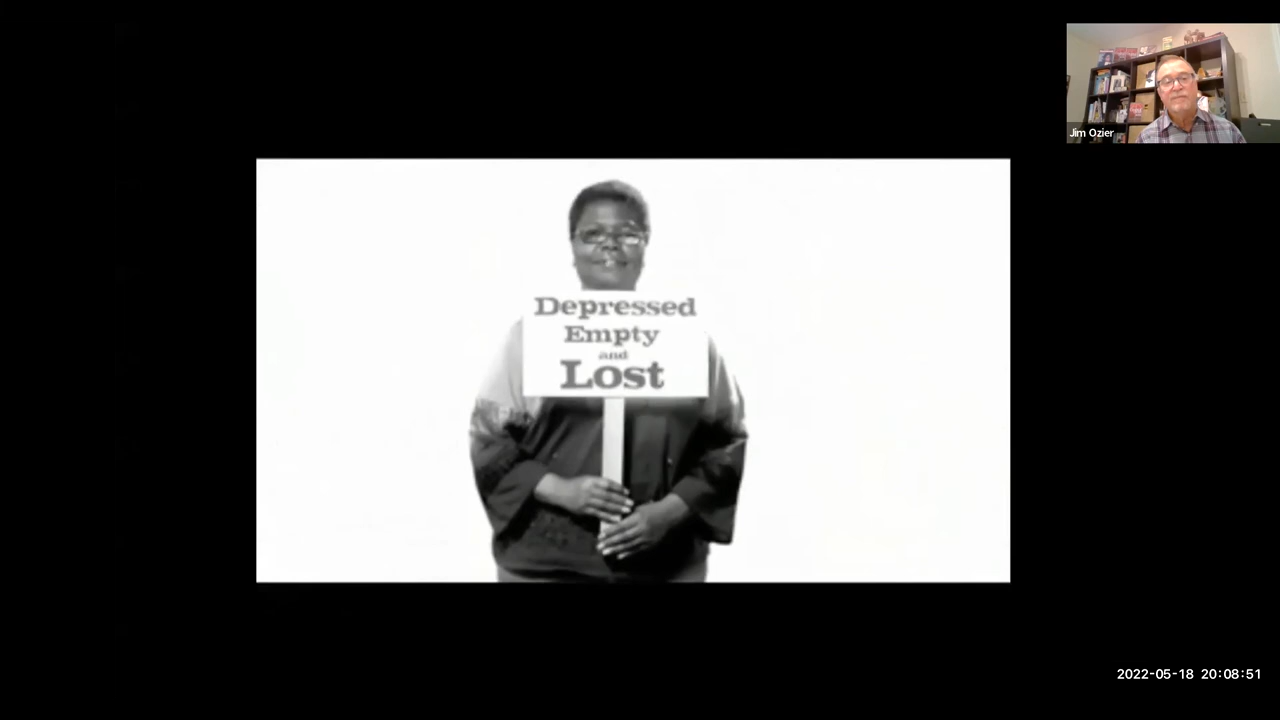 Jim Ozier
Depressed
Empty
and
Lost
2022-05-18 20:08:51